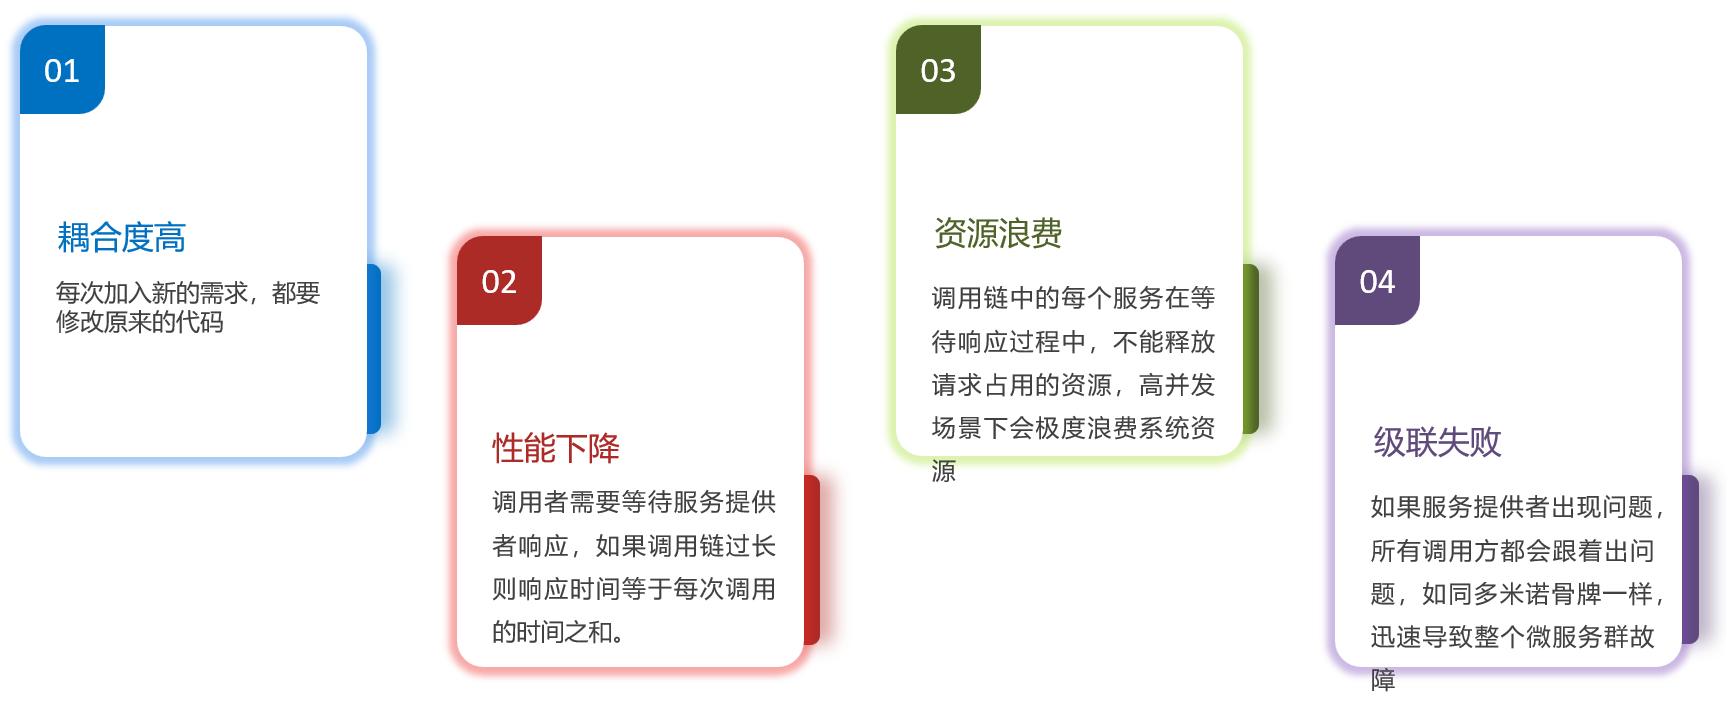 01
耦合度高
每次加入新的需求，都要
修改原来的代码
02
性能下降
调用者需要等待服务提供
者响应，如果调用链过长
则响应时间等于每次调用
的时间之和。
03
资源浪费
调用链中的每个服务在等
待响应过程中，不能释放
请求占用的资源，高并发
场景下会极度浪费系统资
源
04
级联失败
如果服务提供者出现问题，
所有调用方都会跟着出问
题，如同多米诺骨牌一样，
迅速导致整个微服务群故
障